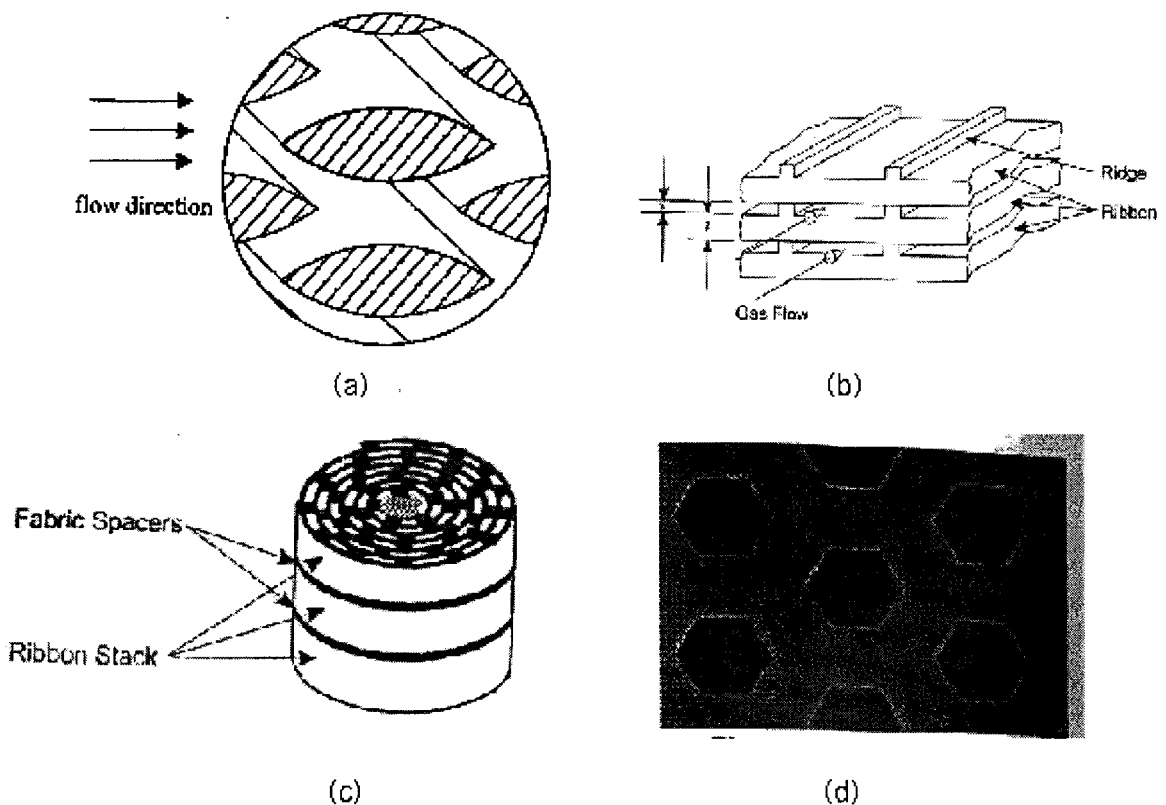 flow direction
(a)
Ridge
Ribbon
Gas Flow
(b)
Fabric Spacers
Ribbon Stack
(c)
(d)